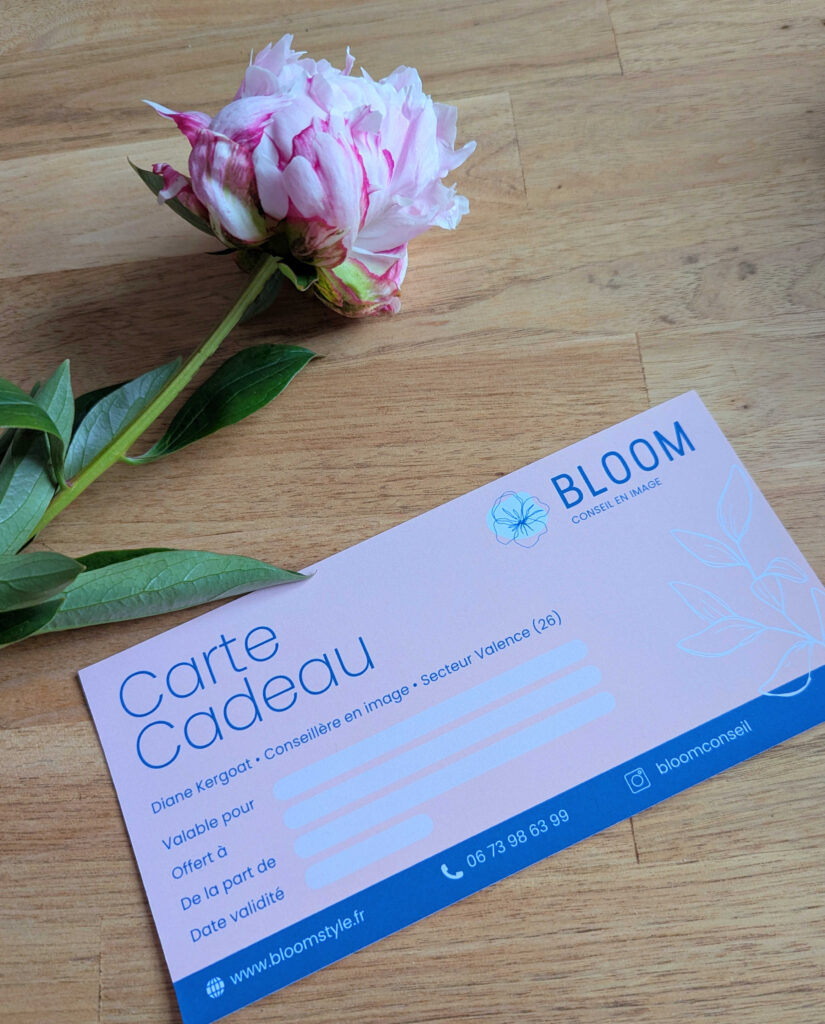 BLOOM
CONSEIL EN IMAGE
Carte
Cadeau
Diane Kergoat • Conseillère en image • Secteur Valence (26)
Valable pour
Offert à
De la part de
Date validité
www.bloomstyle.fr
06 73 98 63 99
bloomconseil